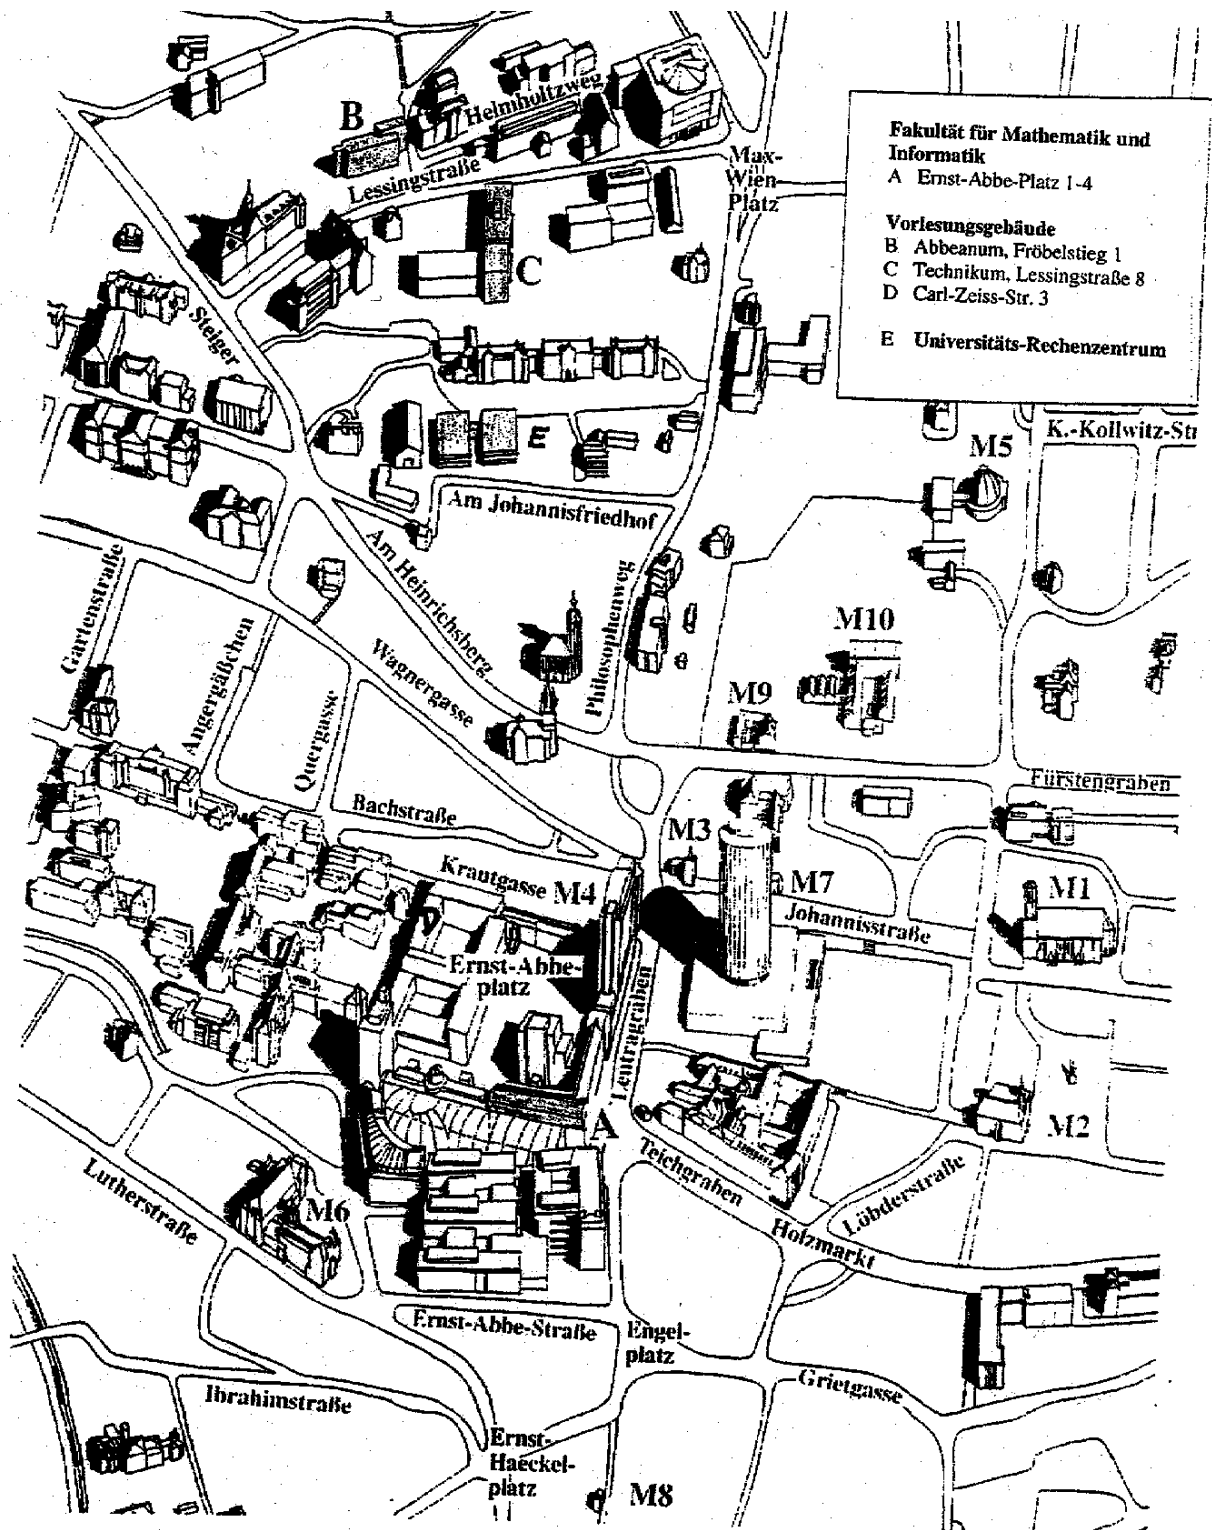 B
Helmholtzweg
Lessingstraße
Max-
Wien
Platz
Fakultät für Mathematik und
Informatik
A Ernst-Abbe-Platz 1-4
Vorlesungsgebäude
B Abbeanum, Fröbelstieg 1
C Technikum, Lessingstraße 8
D Carl-Zeiss-Str. 3
E Universitäts-Rechenzentrum
C
Steiger
E
K.-Kollwitz-Str
M5
Am Johannisfriedhof
Am Heinrichsberg
Gartenstraße
Angergäßchen
Wagnergasse
Philosophenweg
M10
Quergasse
M9
Fürstengraben
Bachstraße
M3
Krautgasse
M4
M7
M1
D
Johannisstraße
Ernst-Abbe-
platz
Leutragraben
A
M2
Teichgraben
Löbderstraße
Lutherstraße
M6
Holzmarkt
Ernst-Abbe-Straße
Engel-
platz
Ibrahimstraße
Grietgasse
Ernst-
Haeckel-
platz
M8